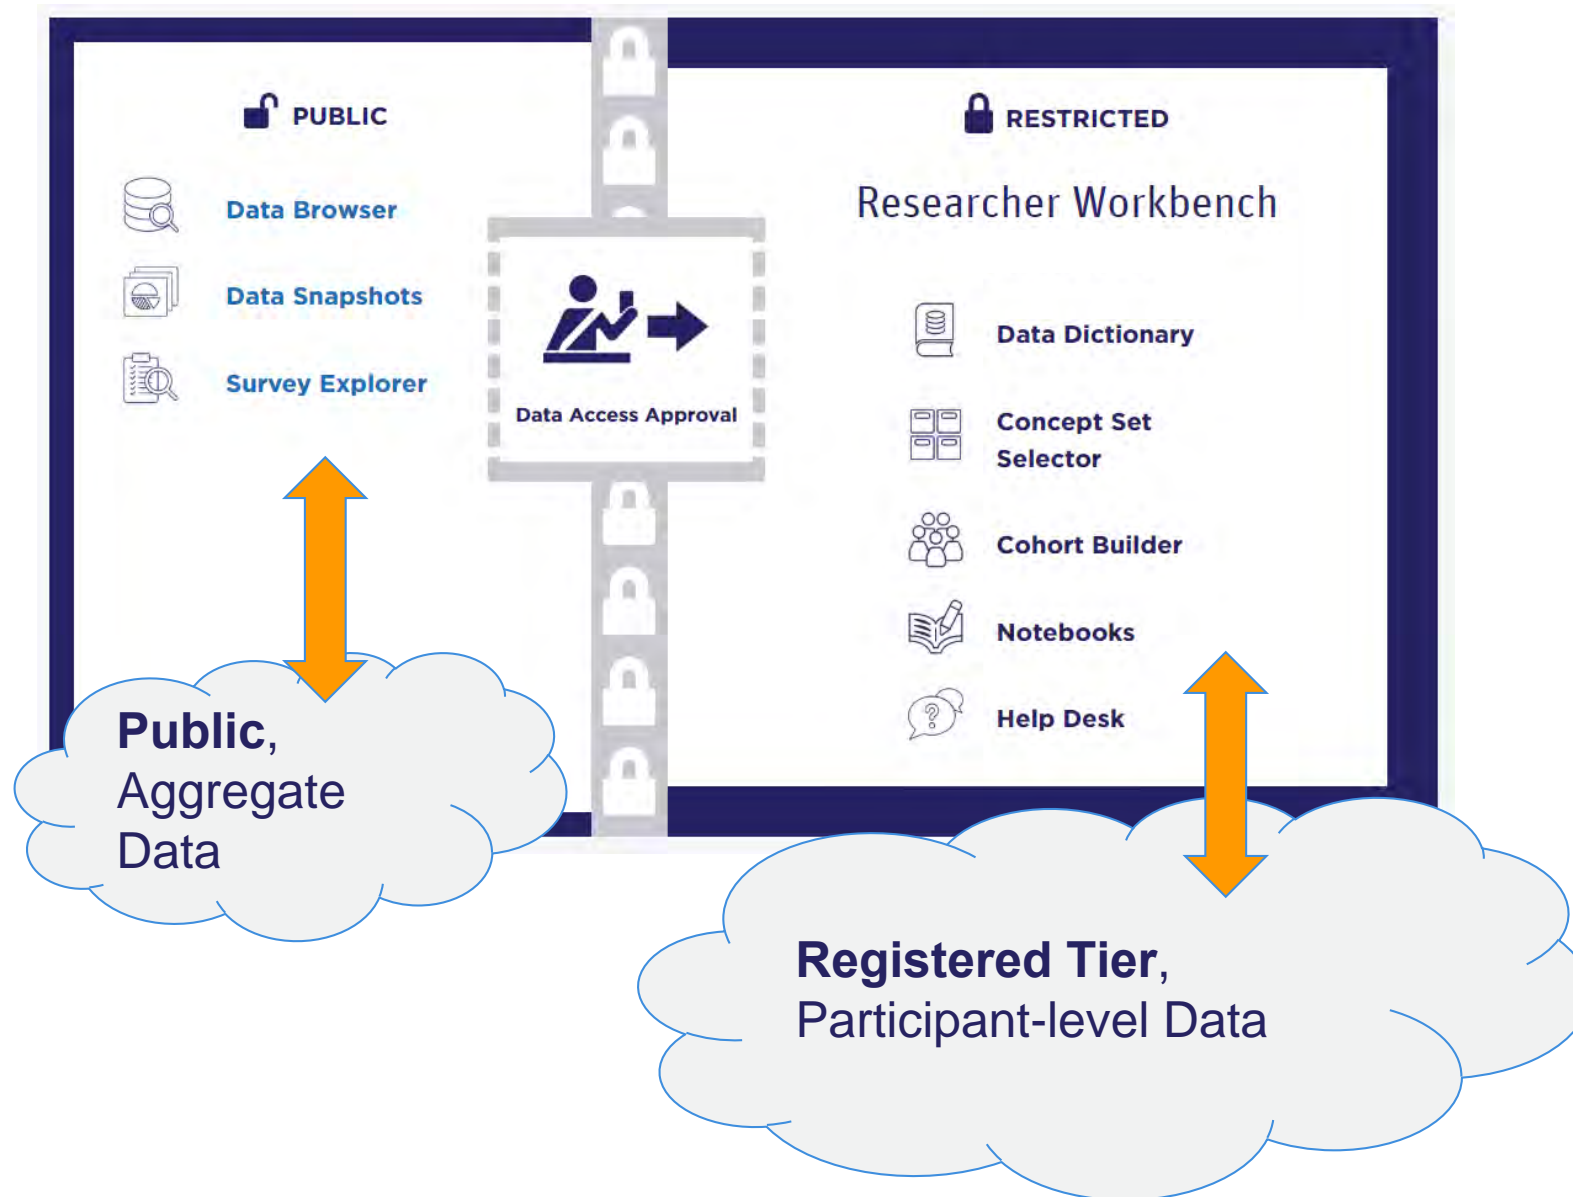 PUBLIC
Data Browser
Data Snapshots
Survey Explorer
Data Access Approval
RESTRICTED
Researcher Workbench
Data Dictionary
Concept Set
Selector
Cohort Builder
Notebooks
?
Help Desk
Public,
Aggregate
Data
Registered Tier,
Participant-level Data